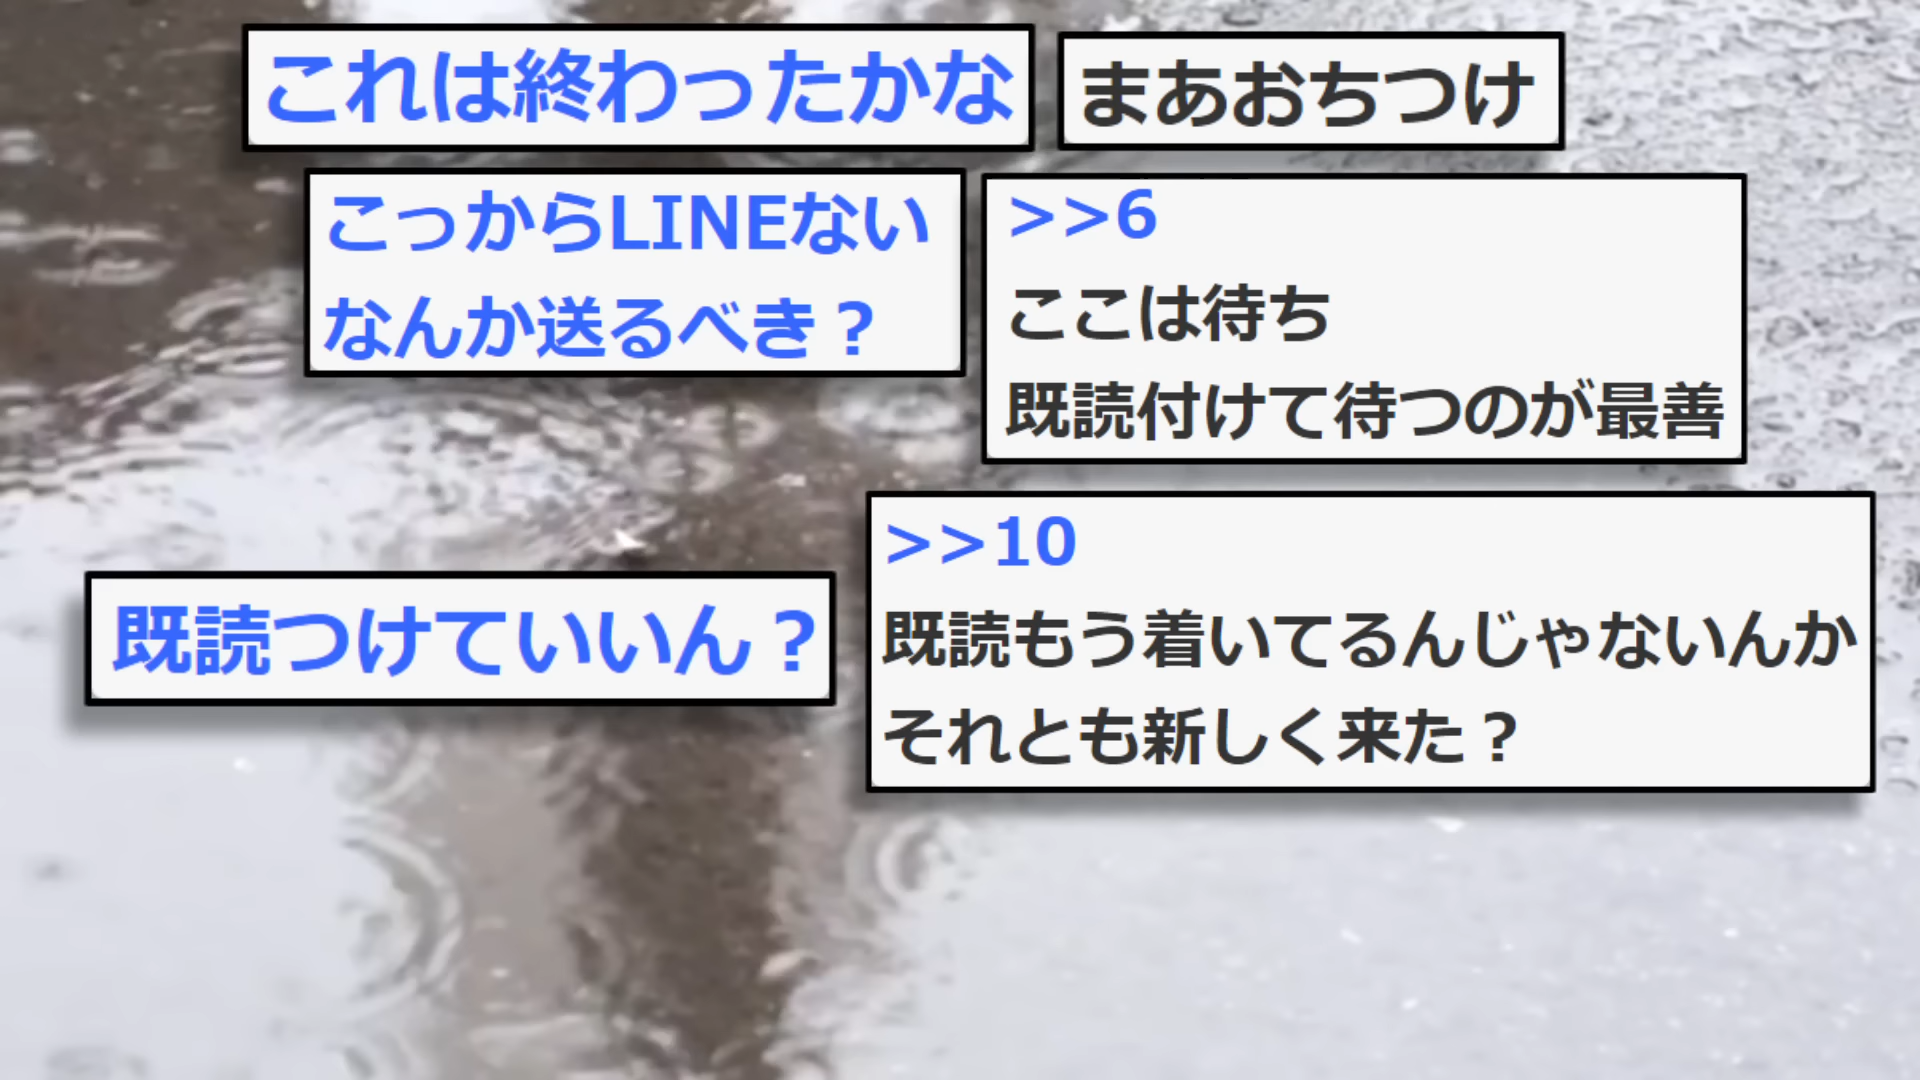 これは終わったかな
まあおちつけ
こっからLINEない
なんか送るべき？
>>6
ここは待ち
既読付けて待つのが最善
既読つけていいん？
>>10
既読もう着いてるんじゃないんか
それとも新しく来た？